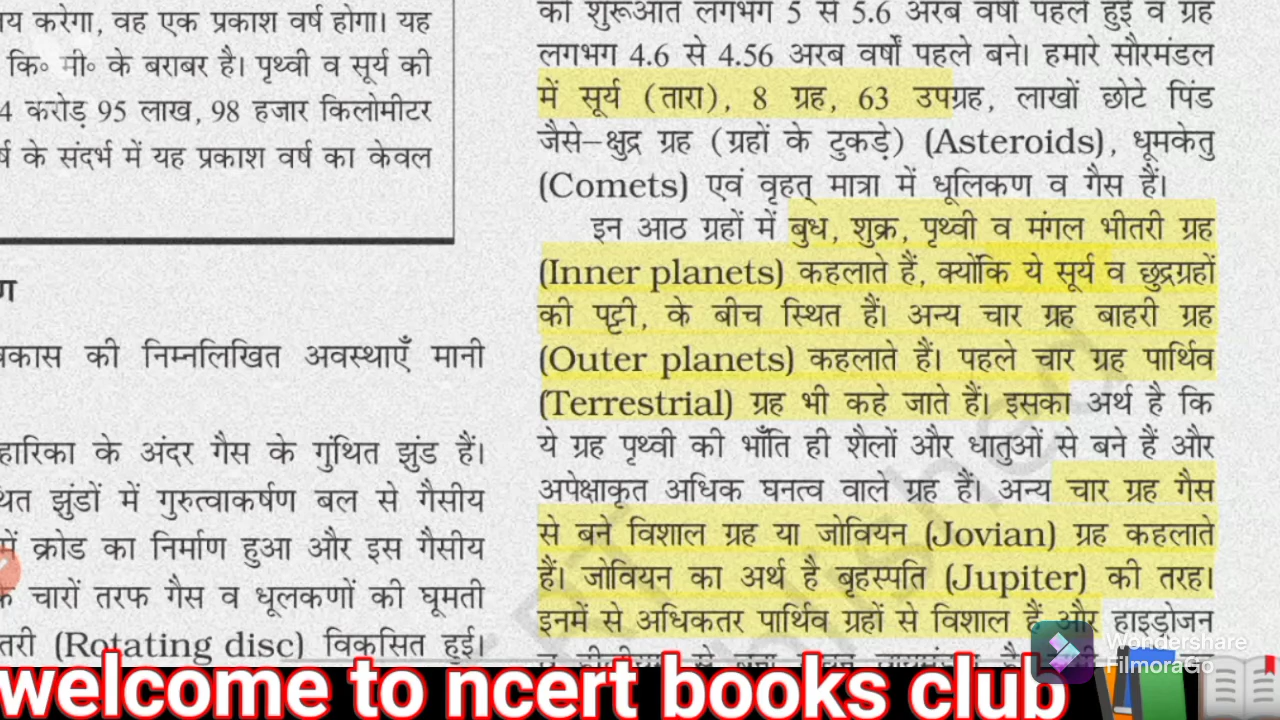 य करेगा, वह एक प्रकाश वर्ष होगा। यह
कि॰ मी॰ के बराबर है। पृथ्वी व सूर्य की
4 करोड़ 95 लाख, 98 हजार किलोमीटर
के संदर्भ में यह प्रकाश वर्ष का केवल
ण
वकास की निम्नलिखित अवस्थाएँ मानी
हारिका के अंदर गैस के गुंथित झुंड हैं।
थित झुंडों में गुरुत्वाकर्षण बल से गैसीय
में क्रोड का निर्माण हुआ और इस गैसीय
चारों तरफ गैस व धूलकणों की घूमती
तरी (Rotating disc) विकसित हुई।
की शुरूआत लगभग 5 से 5.6 अरब वर्षों पहले हुई व ग्रह
लगभग 4.6 से 4.56 अरब वर्षों पहले बने। हमारे सौरमंडल
में सूर्य (तारा), 8 ग्रह, 63 उपग्रह, लाखों छोटे पिंड
जैसे–क्षुद्र ग्रह (ग्रहों के टुकड़े) (Asteroids), धूमकेतु
(Comets) एवं वृहत् मात्रा में धूलिकण व गैस हैं।
इन आठ ग्रहों में बुध, शुक्र, पृथ्वी व मंगल भीतरी ग्रह
(Inner planets) कहलाते हैं, क्योंकि ये सूर्य व छुद्रग्रहों
की पट्टी, के बीच स्थित हैं। अन्य चार ग्रह बाहरी ग्रह
(Outer planets) कहलाते हैं। पहले चार ग्रह पार्थिव
(Terrestrial) ग्रह भी कहे जाते हैं। इसका अर्थ है कि
ये ग्रह पृथ्वी की भाँति ही शैलों और धातुओं से बने हैं और
अपेक्षाकृत अधिक घनत्व वाले ग्रह हैं। अन्य चार ग्रह गैस
से बने विशाल ग्रह या जोवियन (Jovian) ग्रह कहलाते
हैं। जोवियन का अर्थ है बृहस्पति (Jupiter) की तरह।
इनमें से अधिकतर पार्थिव ग्रहों से विशाल हैं और हाइड्रोजन
Wondershare
FilmoraGo
welcome to ncert books club